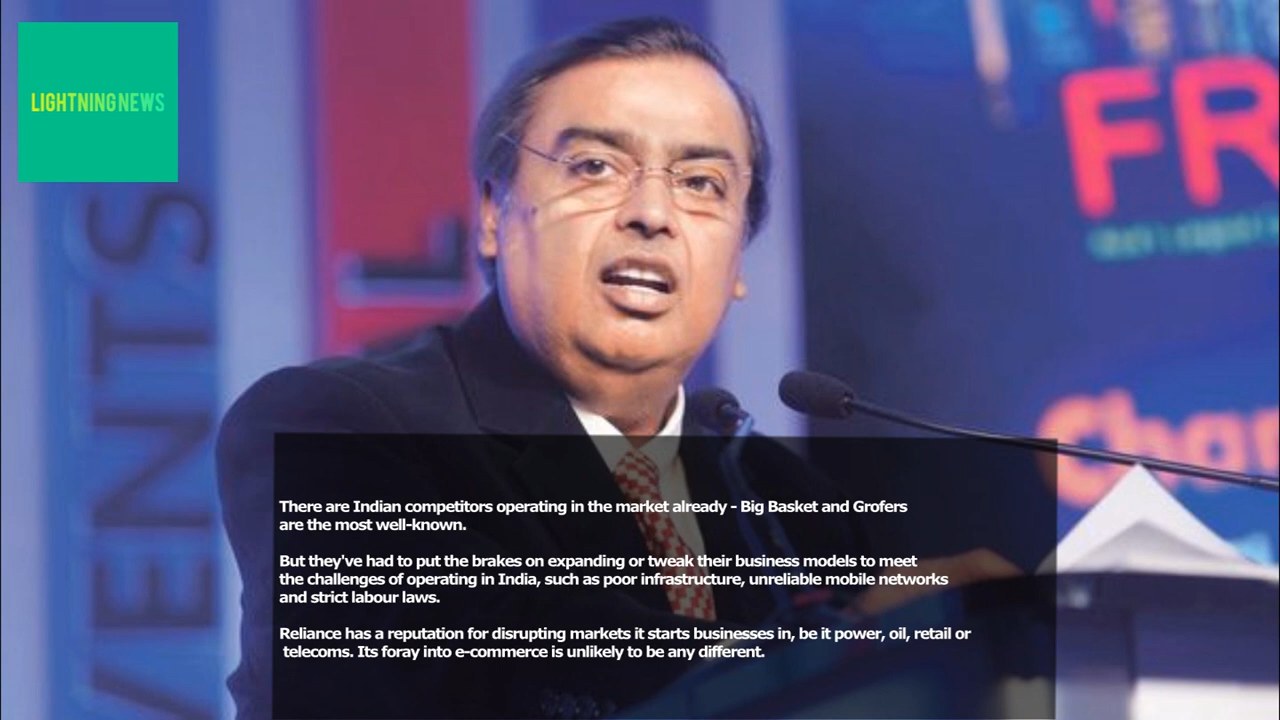 LIGHTNINGNEWS
VENTS
L
FR
Char
There are Indian competitors operating in the market already - Big Basket and Grofers
are the most well-known.
But they've had to put the brakes on expanding or tweak their business models to meet
the challenges of operating in India, such as poor infrastructure, unreliable mobile networks
and strict labour laws.
Reliance has a reputation for disrupting markets it starts businesses in, be it power, oil, retail or
telecoms. Its foray into e-commerce is unlikely to be any different.